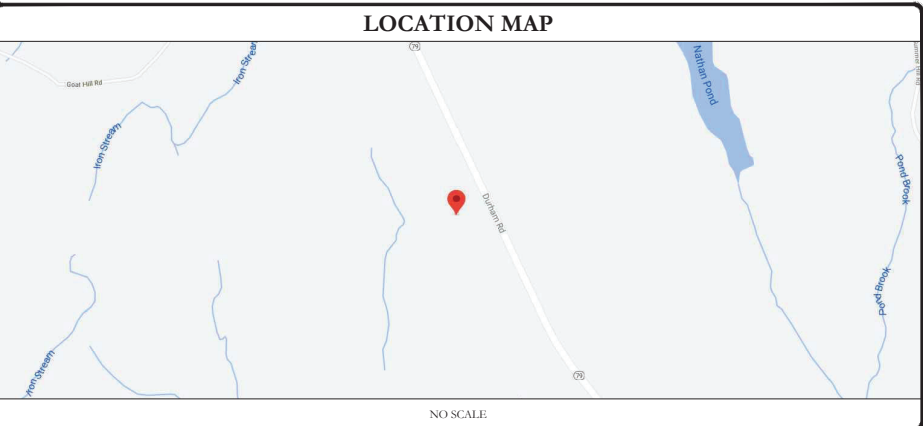 LOCATION MAP
79
Goat Hill Rd
Iron Stream
Nathan Pond
Iron Stream
Pond Brook
Durham Rd
Pond Brook
Iron Stream
79
NO SCALE